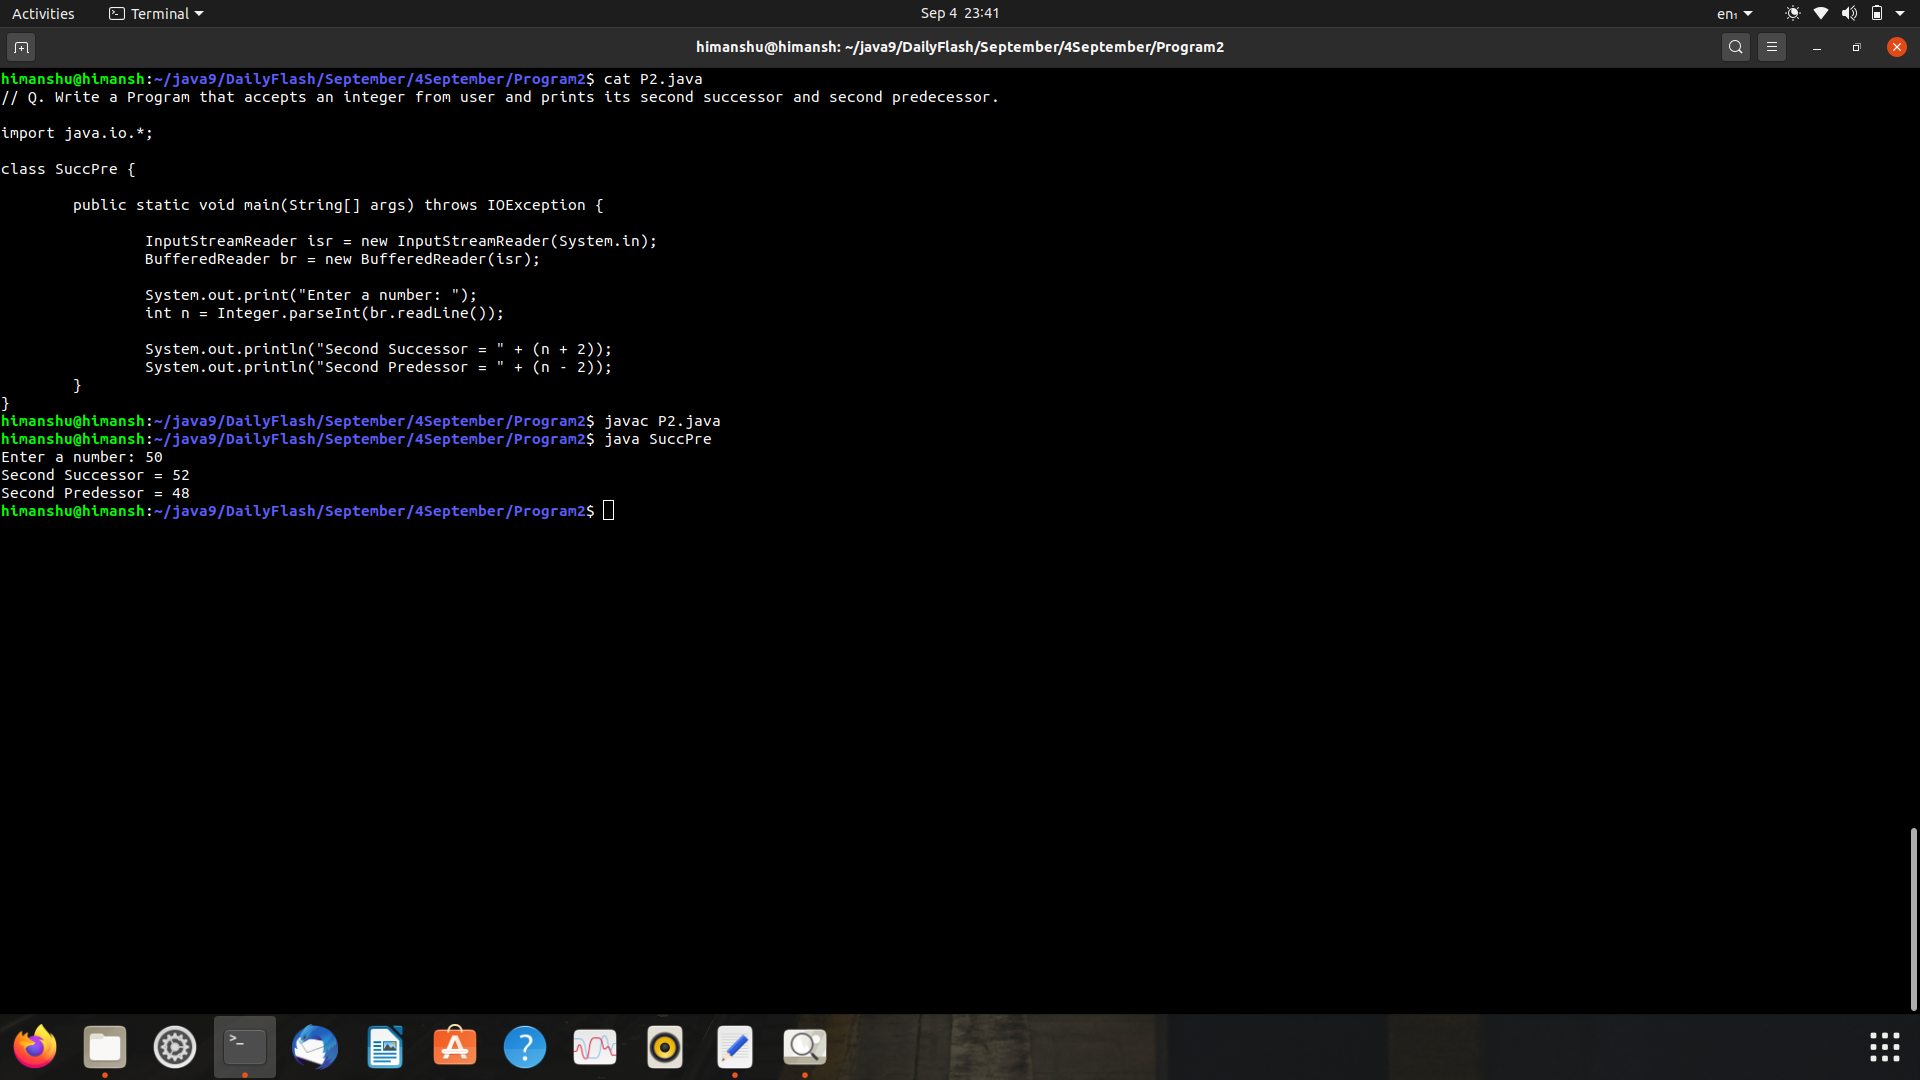 Activities Terminal Sep 4 23:41 en₁
himanshu@himansh: ~/java9/DailyFlash/September/4September/Program2
himanshu@himansh:~/java9/DailyFlash/September/4September/Program2$ cat P2.java
// Q. Write a Program that accepts an integer from user and prints its second successor and second predecessor.

import java.io.*;

class SuccPre {

        public static void main(String[] args) throws IOException {

                InputStreamReader isr = new InputStreamReader(System.in);
                BufferedReader br = new BufferedReader(isr);

                System.out.print("Enter a number: ");
                int n = Integer.parseInt(br.readLine());

                System.out.println("Second Successor = " + (n + 2));
                System.out.println("Second Predessor = " + (n - 2));
        }
}
himanshu@himansh:~/java9/DailyFlash/September/4September/Program2$ javac P2.java
himanshu@himansh:~/java9/DailyFlash/September/4September/Program2$ java SuccPre
Enter a number: 50
Second Successor = 52
Second Predessor = 48
himanshu@himansh:~/java9/DailyFlash/September/4September/Program2$